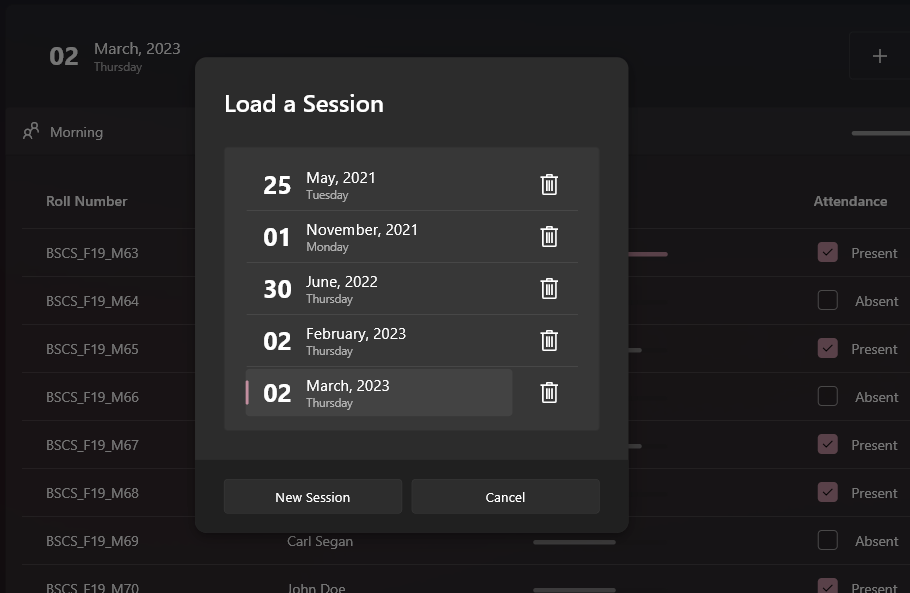 02
March, 2023
Thursday
Morning
Load a Session
25
May, 2021
Tuesday
01
November, 2021
Monday
30
June, 2022
Thursday
02
February, 2023
Thursday
02
March, 2023
Thursday
New Session
Cancel
Roll Number
Attendance
BSCS_F19_M63
Present
BSCS_F19_M64
Absent
BSCS_F19_M65
Present
BSCS_F19_M66
Absent
BSCS_F19_M67
Present
BSCS_F19_M68
Present
BSCS_F19_M69
Carl Segan
Absent
BSCS_F19_M70
John Doe
Present